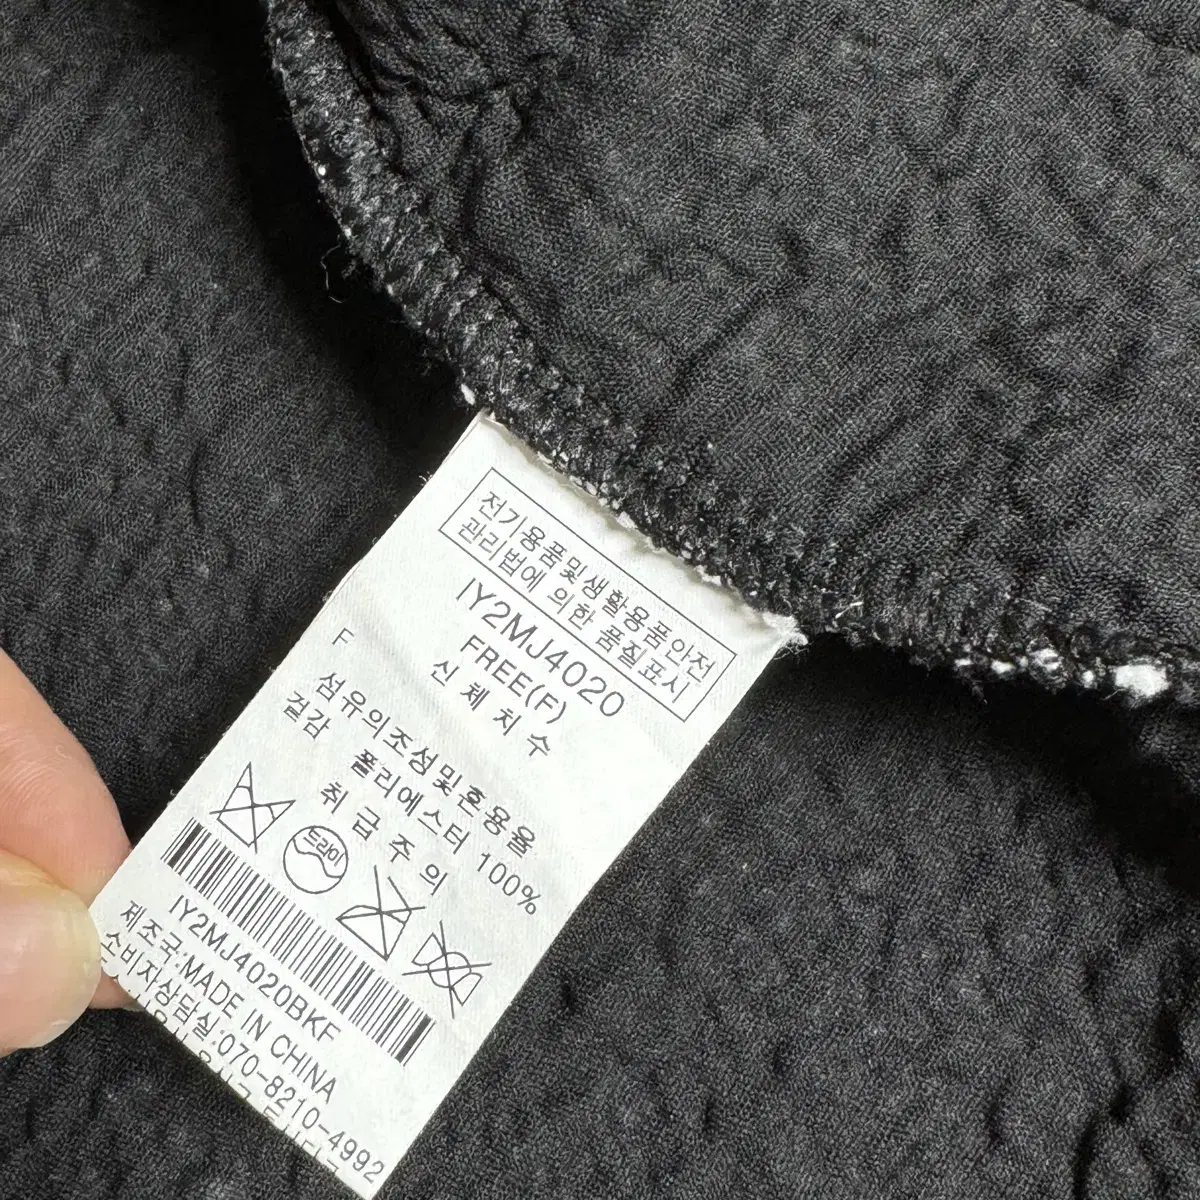 전기용품및생활용품안전
관리법에 의한 품질표시
IY2MJ4020
FREE(F)
신 체 치 수
F
섬유의조성및혼용율
겉감 폴리에스터 100%
취 급 주 의
드라이
IY2MJ4020BKF
제조국:MADE IN CHINA
소비자상담실:070-8210-4992